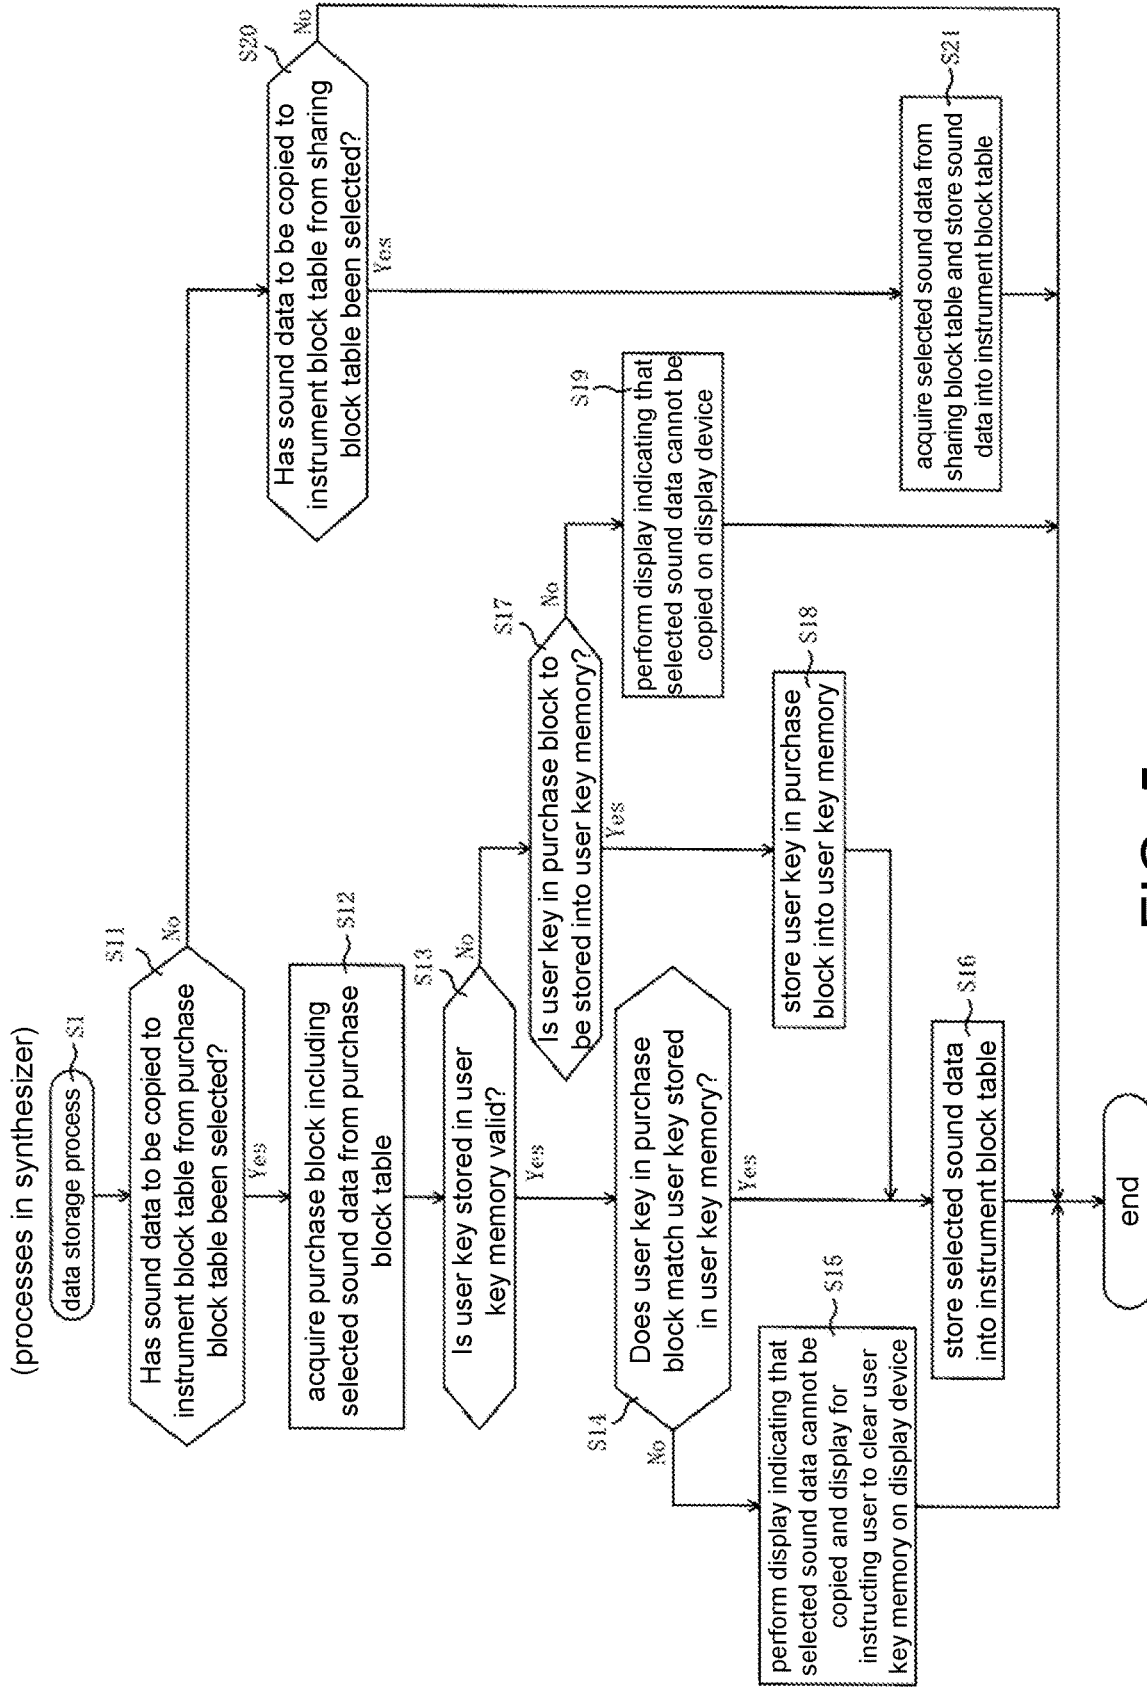 (processes in synthesizer)
data storage process
S1
Has sound data to be copied to
instrument block table from purchase
block table been selected?
S11
No
Yes
acquire purchase block including
selected sound data from purchase
block table
S12
Is user key stored in user
key memory valid?
S13
No
Yes
Does user key in purchase
block match user key stored
in user key memory?
S14
No
Yes
perform display indicating that
selected sound data cannot be
copied and display for
instructing user to clear user
key memory on display device
S15
store selected sound data
into instrument block table
S16
Is user key in purchase block to
be stored into user key memory?
S17
No
Yes
store user key in purchase
block into user key memory
S18
perform display indicating that
selected sound data cannot be
copied on display device
S19
Has sound data to be copied to
instrument block table from sharing
block table been selected?
S20
No
Yes
acquire selected sound data from
sharing block table and store sound
data into instrument block table
S21
end